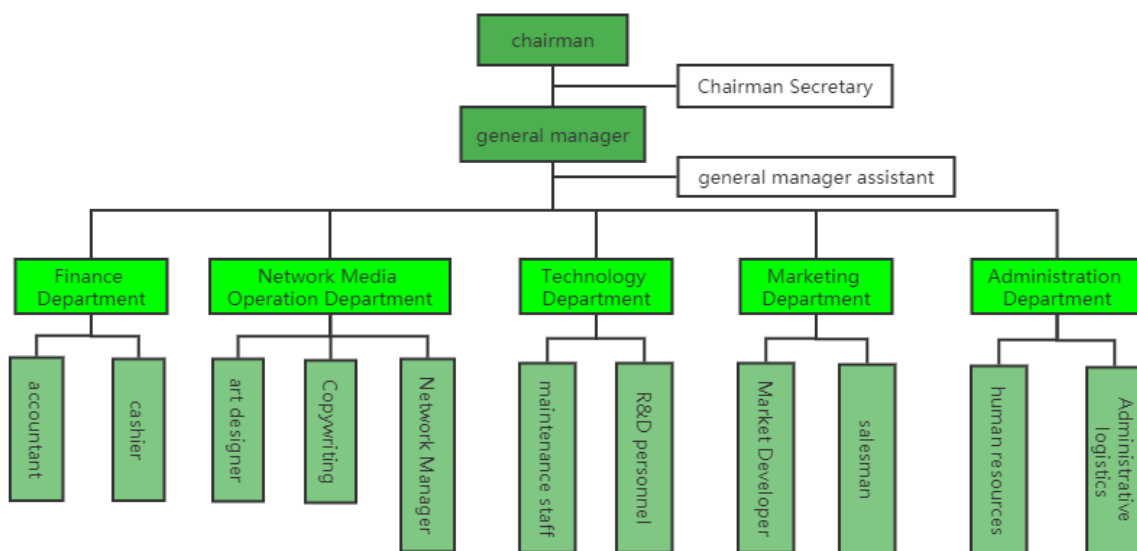 chairman
Chairman Secretary
general manager
general manager assistant
Finance
Department
Network Media
Operation Department
Technology
Department
Marketing
Department
Administration
Department
accountant
cashier
art designer
Copywriting
Network Manager
maintenance staff
R&D personnel
Market Developer
salesman
human resources
Administrative
logistics